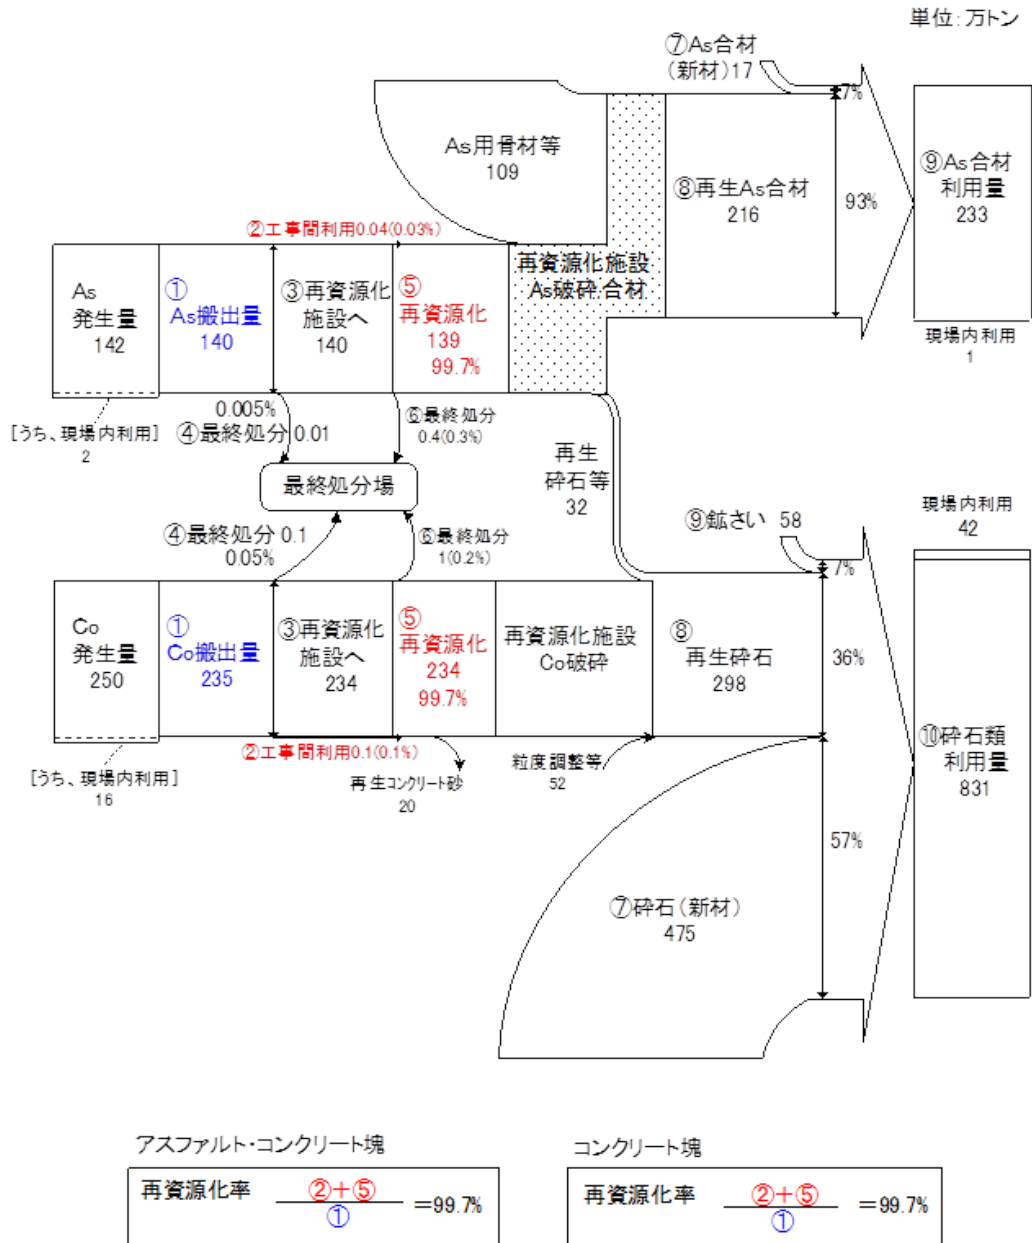 単位:万トン
⑦As合材
(新材)17
7%
As用骨材等
109
⑧再生As合材
216
93%
⑨As合材
利用量
233
②工事間利用0.04(0.03%)
再資源化施設
As破砕合材
As
発生量
142
①
As搬出量
140
③再資源化
施設へ
140
⑤
再資源化
139
99.7%
現場内利用
1
[うち、現場内利用]
2
0.005%
④最終処分 0.01
⑥最終処分
0.4(0.3%)
再生
砕石等
32
最終処分場
④最終処分 0.1
0.05%
⑥最終処分
1(0.2%)
⑨鉱さい 58
7%
現場内利用
42
Co
発生量
250
①
Co搬出量
235
③再資源化
施設へ
234
⑤
再資源化
234
99.7%
再資源化施設
Co破砕
⑧
再生砕石
298
36%
⑩砕石類
利用量
831
[うち、現場内利用]
16
②工事間利用0.1(0.1%)
再生コンクリート砂
20
粒度調整等
52
57%
⑦砕石(新材)
475
アスファルト・コンクリート塊
再資源化率 ②+⑤ =99.7%
①
コンクリート塊
再資源化率 ②+⑤ =99.7%
①